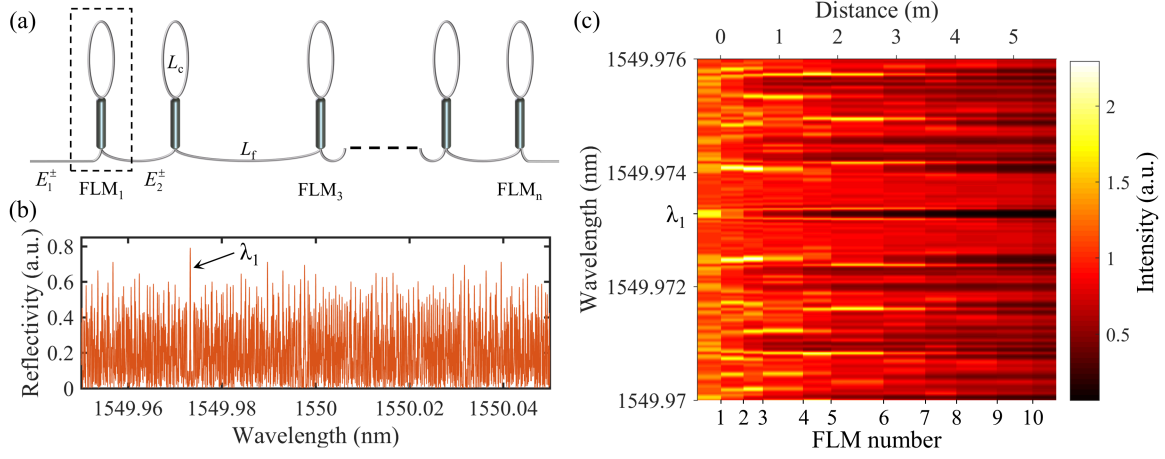 (a)
L_c
L_f
E_1^±
FLM_1
E_2^±
FLM_3
FLM_n
(b)
Reflectivity (a.u.)
0.8
0.6
0.4
0.2
0
λ_1
1549.96
1549.98
1550
1550.02
1550.04
Wavelength (nm)
(c)
Distance (m)
0
1
2
3
4
5
Wavelength (nm)
1549.976
1549.974
λ_1
1549.972
1549.97
1
2
3
4
5
6
7
8
9
10
FLM number
2
1.5
1
0.5
Intensity (a.u.)